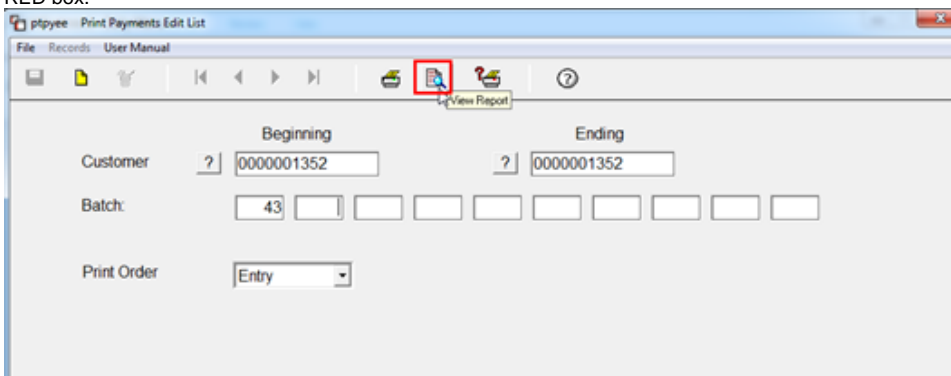 RED box.
ptpyee Print Payments Edit List
File Records User Manual
View Report
Beginning Ending
Customer ? 0000001352 ? 0000001352
Batch: 43
Print Order Entry